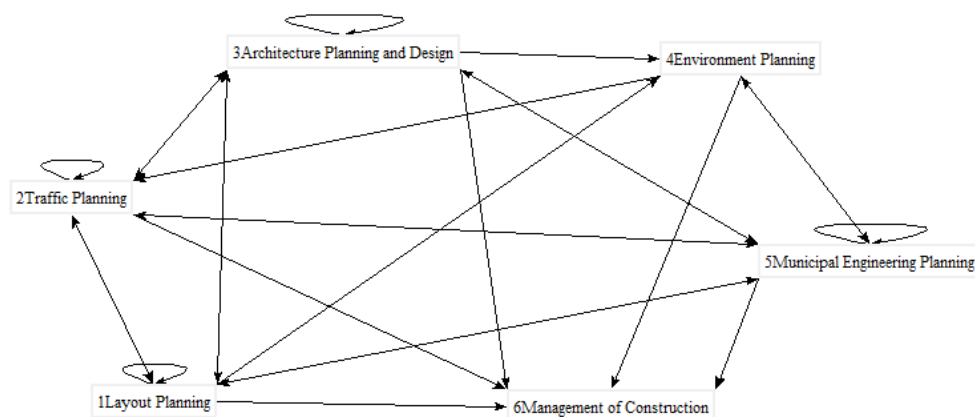 3Architecture Planning and Design
4Environment Planning
2Traffic Planning
5Municipal Engineering Planning
1Layout Planning
6Management of Construction